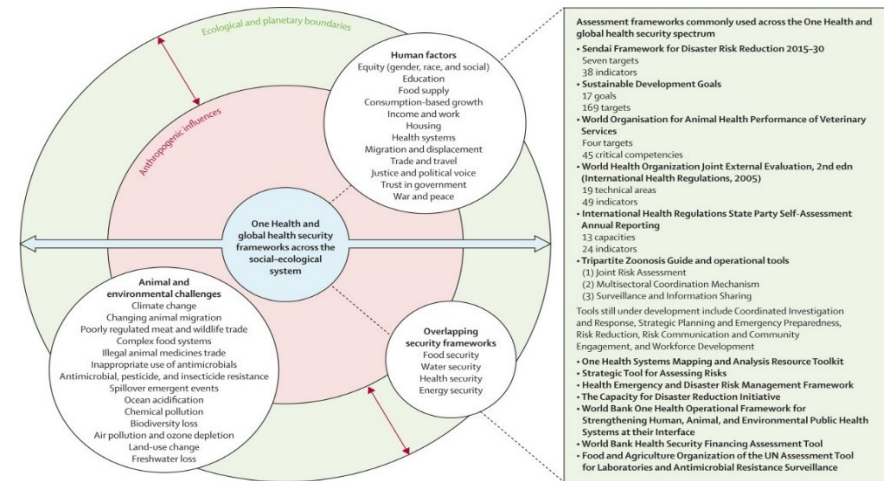 Ecological and planetary boundaries
Anthropogenic influences
Human factors
Equity (gender, race, and social)
Education
Food supply
Consumption-based growth
Income and work
Housing
Health systems
Migration and displacement
Trade and travel
Justice and political voice
Trust in government
War and peace
One Health and
global health security
frameworks across the
social–ecological
system
Animal and
environmental challenges
Climate change
Changing animal migration
Poorly regulated meat and wildlife trade
Complex food systems
Illegal animal medicines trade
Inappropriate use of antimicrobials
Antimicrobial, pesticide, and insecticide resistance
Spillover emergent events
Ocean acidification
Chemical pollution
Biodiversity loss
Air pollution and ozone depletion
Land-use change
Freshwater loss
Overlapping
security frameworks
Food security
Water security
Health security
Energy security
Assessment frameworks commonly used across the One Health and
global health security spectrum
• Sendai Framework for Disaster Risk Reduction 2015–30
Seven targets
38 indicators
• Sustainable Development Goals
17 goals
169 targets
• World Organisation for Animal Health Performance of Veterinary
Services
Four targets
45 critical competencies
• World Health Organization Joint External Evaluation, 2nd edn
(International Health Regulations, 2005)
19 technical areas
49 indicators
• International Health Regulations State Party Self-Assessment
Annual Reporting
13 capacities
24 indicators
• Tripartite Zoonosis Guide and operational tools
(1) Joint Risk Assessment
(2) Multisectoral Coordination Mechanism
(3) Surveillance and Information Sharing
Tools still under development include Coordinated Investigation
and Response, Strategic Planning and Emergency Preparedness,
Risk Reduction, Risk Communication and Community
Engagement, and Workforce Development
• One Health Systems Mapping and Analysis Resource Toolkit
• Strategic Tool for Assessing Risks
• Health Emergency and Disaster Risk Management Framework
• The Capacity for Disaster Reduction Initiative
• World Bank One Health Operational Framework for
Strengthening Human, Animal, and Environmental Public Health
Systems at their Interface
• World Bank Health Security Financing Assessment Tool
• Food and Agriculture Organization of the UN Assessment Tool
for Laboratories and Antimicrobial Resistance Surveillance